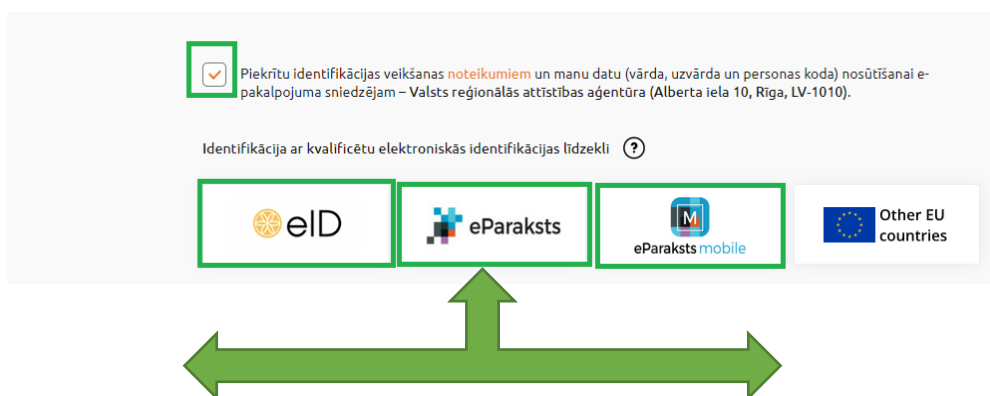 Piekrītu identifikācijas veikšanas noteikumiem un manu datu (vārda, uzvārda un personas koda) nosūtīšanai e-
pakalpojuma sniedzējam – Valsts reģionālās attīstības aģentūra (Alberta iela 10, Rīga, LV-1010).
Identifikācija ar kvalificētu elektroniskās identifikācijas līdzekli ?
eID
eParaksts
M
eParaksts mobile
Other EU
countries